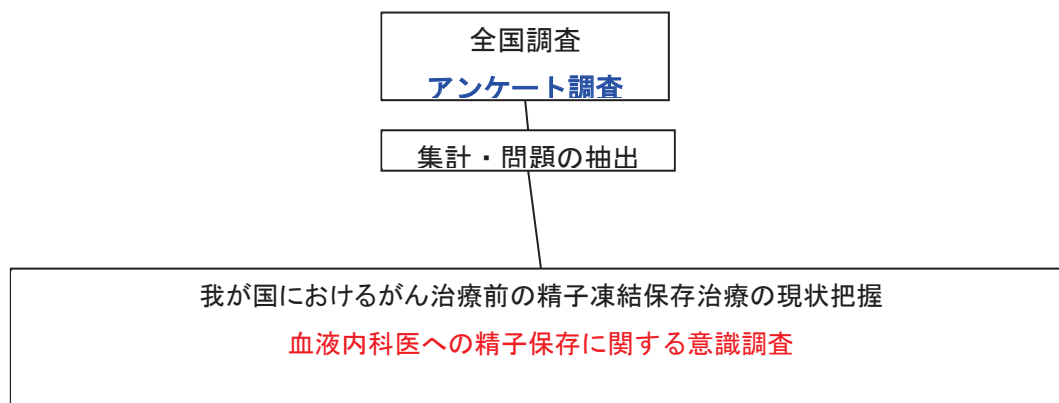 全国調査
アンケート調査
集計・問題の抽出
我が国におけるがん治療前の精子凍結保存治療の現状把握
血液内科医への精子保存に関する意識調査